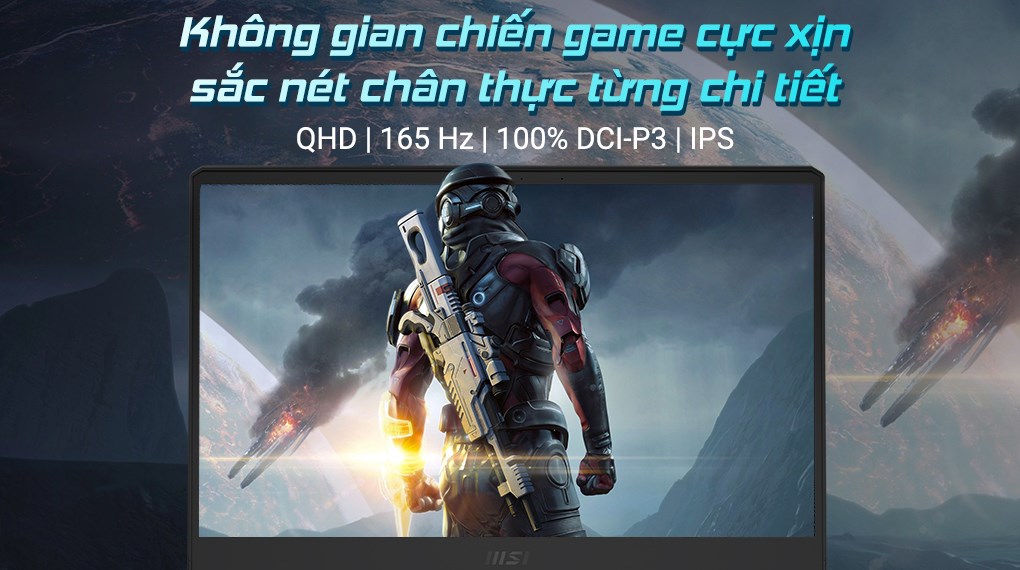 Không gian chiến game cực xịn
sắc nét chân thực từng chi tiết
QHD | 165 Hz | 100% DCI-P3 | IPS
MSI